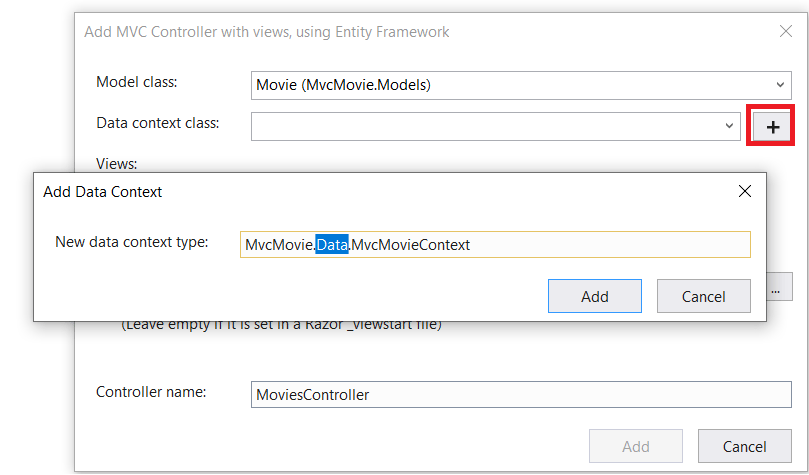 Add MVC Controller with views, using Entity Framework
Model class: Movie (MvcMovie.Models)
Data context class: +
Views:
Add Data Context
New data context type: MvcMovie.Data.MvcMovieContext
Add Cancel
...
(Leave empty if it is set in a Razor _viewstart file)
Controller name: MoviesController
Add Cancel